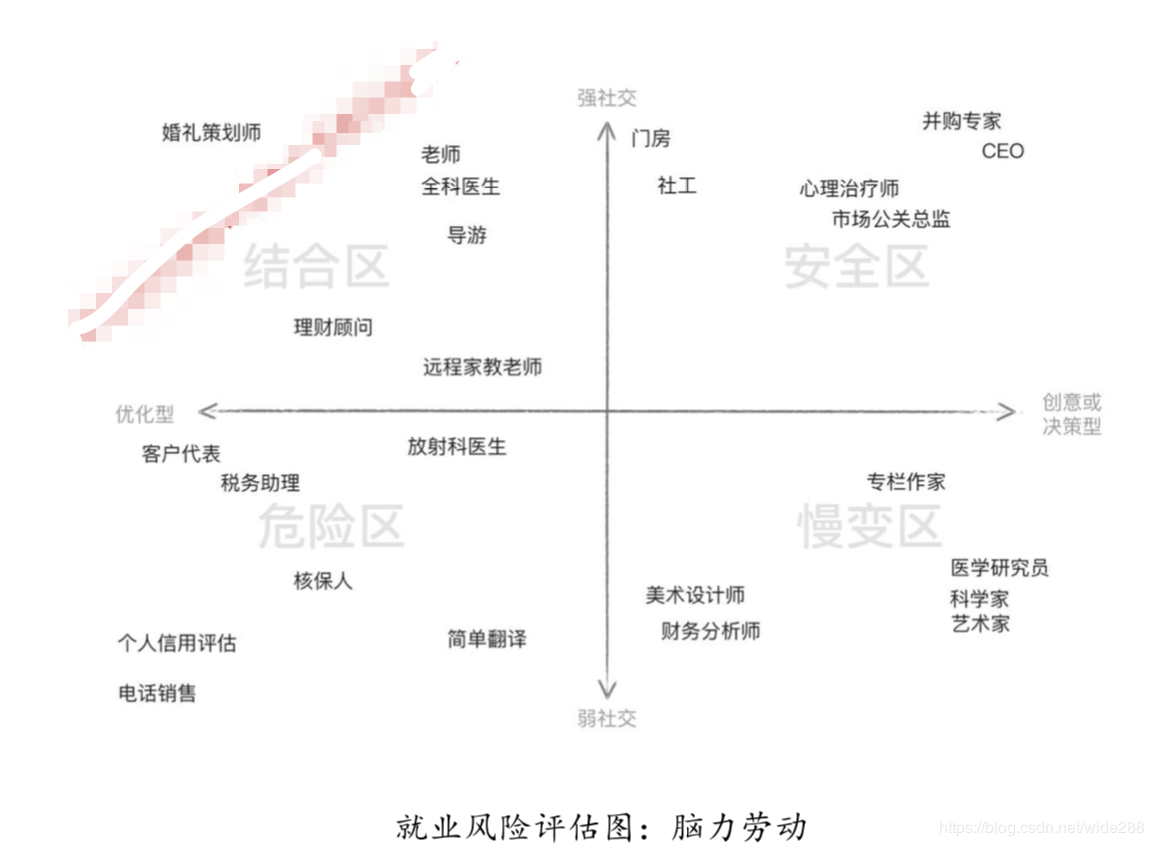 强社交
婚礼策划师
老师
全科医生
导游
结合区
理财顾问
远程家教老师
门房
社工
并购专家
CEO
心理治疗师
市场公关总监
安全区
优化型
创意或
决策型
客户代表
税务助理
放射科医生
危险区
核保人
个人信用评估
简单翻译
电话销售
专栏作家
慢变区
医学研究员
科学家
艺术家
美术设计师
财务分析师
弱社交
就业风险评估图：脑力劳动
https://blog.csdn.net/wide288